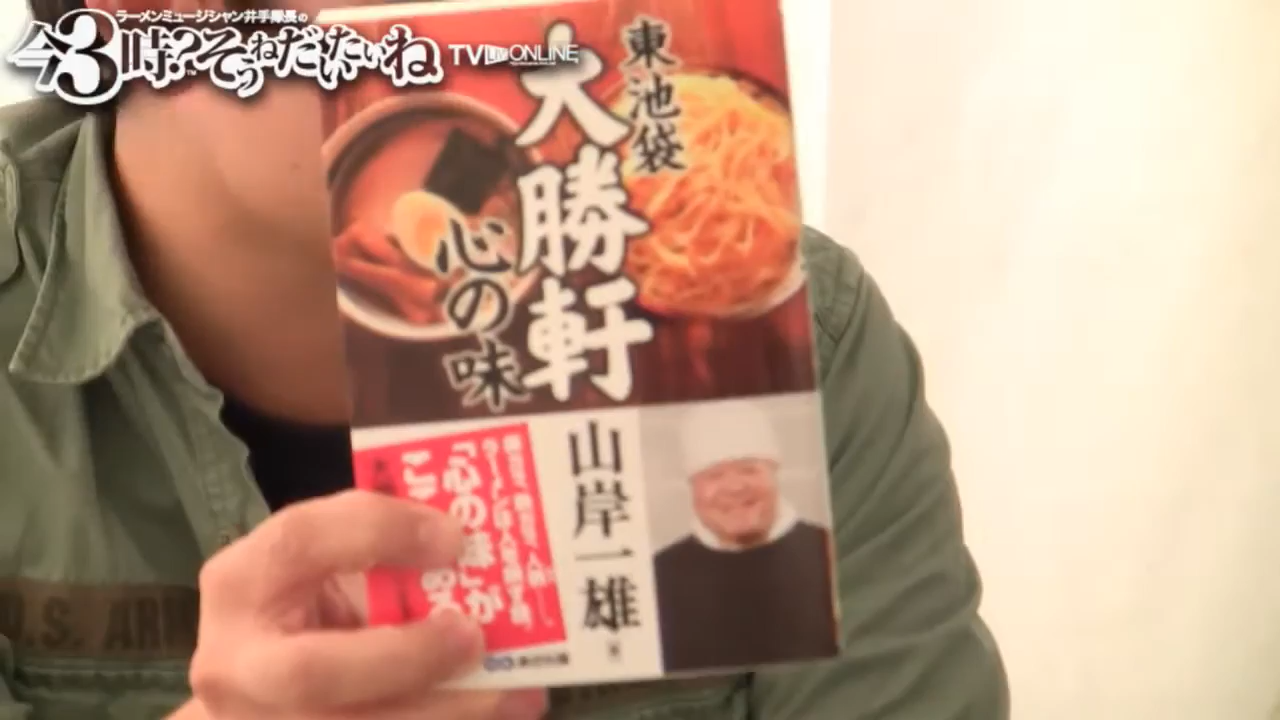 ラーメンミュージシャン井手隊長の
今3時?そうねだいたいね
TV LIVE ONLINE
東池袋
大勝軒
心の味
山岸一雄
「心の味」が
U.S. ARM